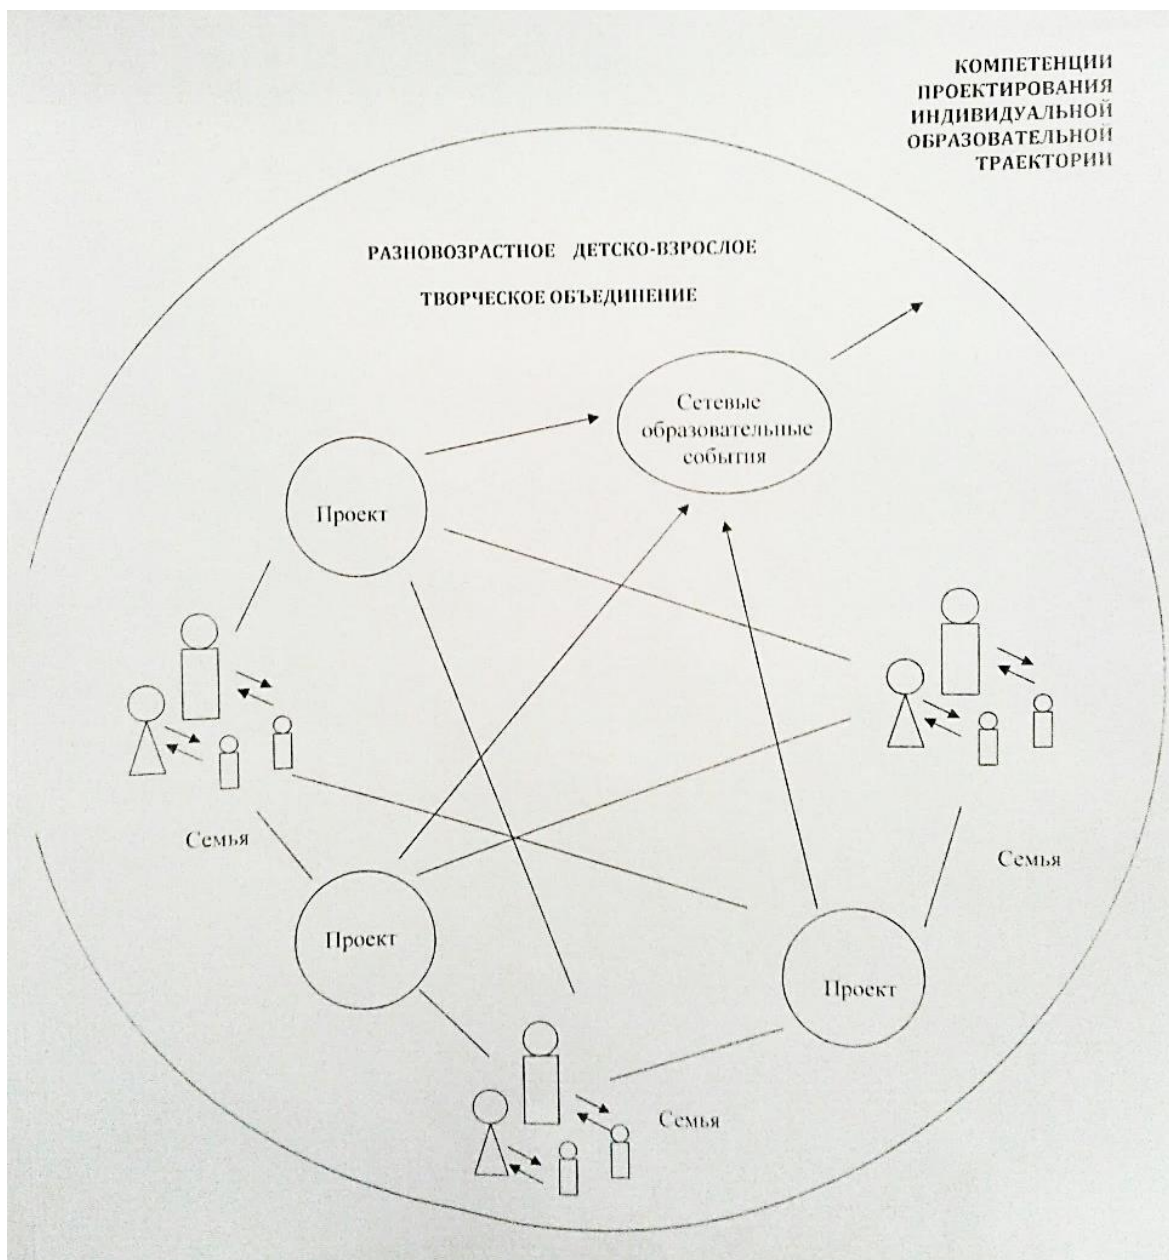 КОМПЕТЕНЦИИ
ПРОЕКТИРОВАНИЯ
ИНДИВИДУАЛЬНОЙ
ОБРАЗОВАТЕЛЬНОЙ
ТРАЕКТОРИИ
РАЗНОВОЗРАСТНОЕ ДЕТСКО-ВЗРОСЛОЕ
ТВОРЧЕСКОЕ ОБЪЕДИНЕНИЕ
Сетевые
образовательные
события
Проект
Семья
Семья
Проект
Проект
Семья